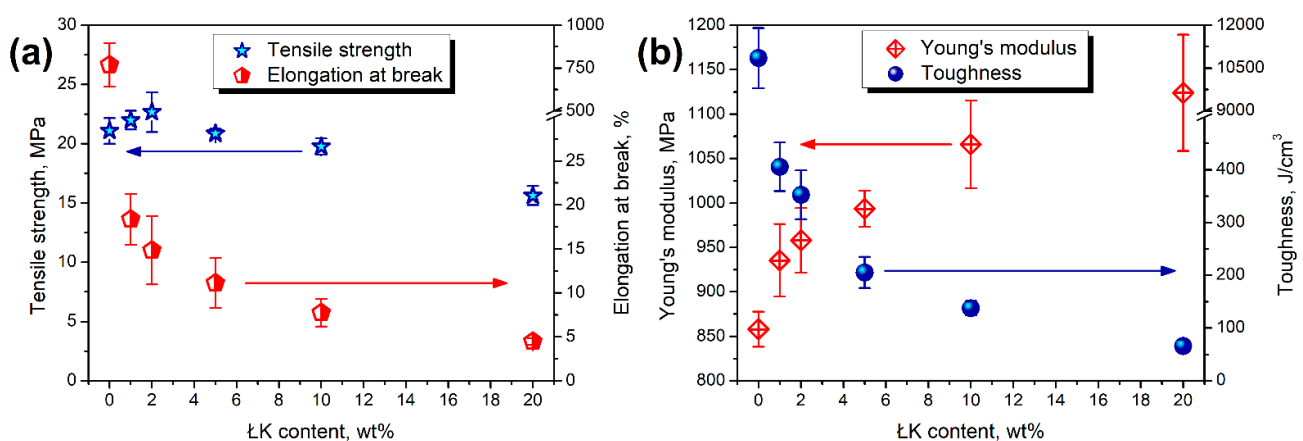 (a)
Tensile strength
Elongation at break
Tensile strength, MPa
30
25
20
15
10
5
0
1000
750
500
25
20
15
10
5
0
Elongation at break, %
0 2 4 6 8 10 12 14 16 18 20
ŁK content, wt%
(b)
Young's modulus
Toughness
Young's modulus, MPa
1200
1150
1100
1050
1000
950
900
850
800
12000
10500
9000
400
300
200
100
0
Toughness, J/cm³
0 2 4 6 8 10 12 14 16 18 20
ŁK content, wt%